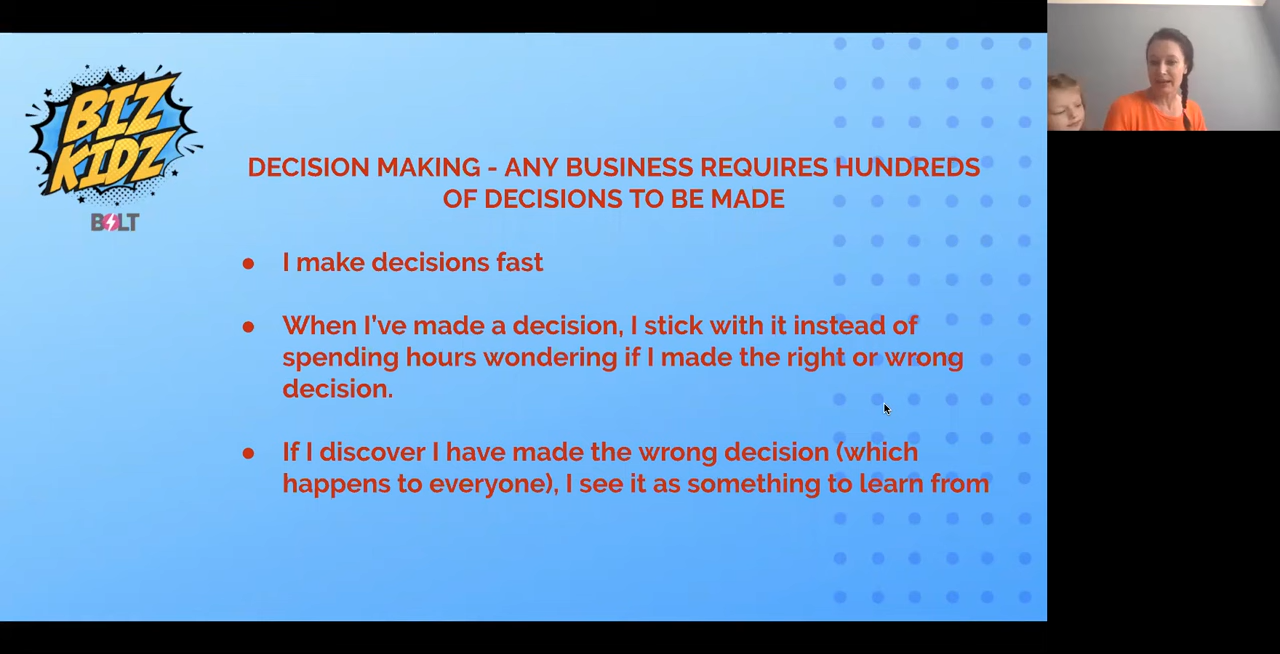 BIZ
KIDZ
BOLT
DECISION MAKING - ANY BUSINESS REQUIRES HUNDREDS
OF DECISIONS TO BE MADE
● I make decisions fast
● When I've made a decision, I stick with it instead of
spending hours wondering if I made the right or wrong
decision.
● If I discover I have made the wrong decision (which
happens to everyone), I see it as something to learn from